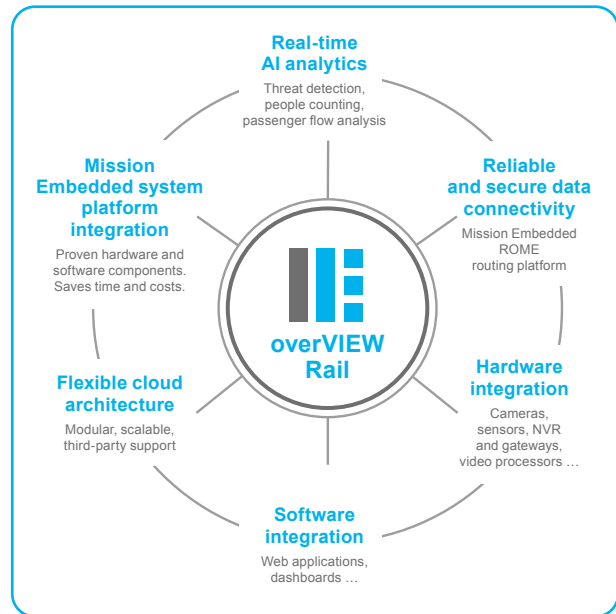 Real-time
AI analytics
Threat detection,
people counting,
passenger flow analysis
Reliable
and secure data
connectivity
Mission Embedded
ROME
routing platform
Hardware
integration
Cameras,
sensors, NVR
and gateways,
video processors ...
Software
integration
Web applications,
dashboards ...
Flexible cloud
architecture
Modular, scalable,
third-party support
Mission
Embedded system
platform
integration
Proven hardware and
software components.
Saves time and costs.
overVIEW
Rail